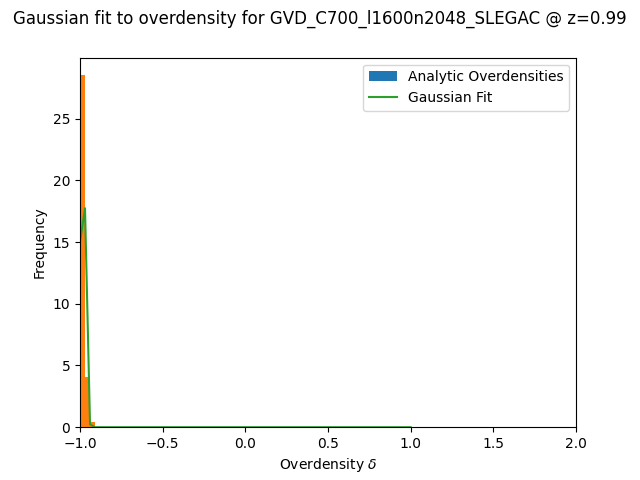 Gaussian fit to overdensity for GVD_C700_l1600n2048_SLEGAC @ z=0.99
Analytic Overdensities
Gaussian Fit
Frequency
25
20
15
10
5
0
−1.0 −0.5 0.0 0.5 1.0 1.5 2.0
Overdensity δ